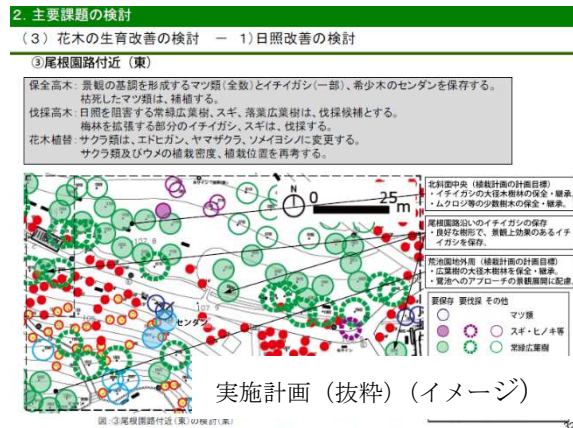 2. 主要課題の検討
（3）花木の生育改善の検討 － 1）日照改善の検討
③尾根園路付近（東）
保全高木：景観の基調を形成するマツ類（全数）とイチイガシ（一部）、希少木のセンダンを保存する。
枯死したマツ類は、補植する。
伐採高木：日照を阻害する常緑広葉樹、スギ、落葉広葉樹は、伐採候補とする。
梅林を拡張する部分のイチイガシ、スギは、伐採する。
花木植替：サクラ類は、エドヒガン、ヤマザクラ、ソメイヨシノに変更する。
サクラ類及びウメの植栽密度、植栽位置を再考する。
N
0 25m
北斜面中央（植栽計画の計画目標）
・イチイガシの大径木樹林の保全・継承。
・ムクロジ等の少数樹木の保全・継承。
尾根園路沿いのイチイガシの保存
・良好な樹形で、景観上効果のあるイチイガシを保存。
荒池園地外周（植栽計画の計画目標）
・広葉樹の大径木樹林を保全・継承。
・鷺池へのアプローチの景観展開に配慮。
要保存 要伐採 その他
マツ類
スギ・ヒノキ等
常緑広葉樹
センダン
実施計画（抜粋）（イメージ）
図：③尾根園路付近（東）の検討（案）